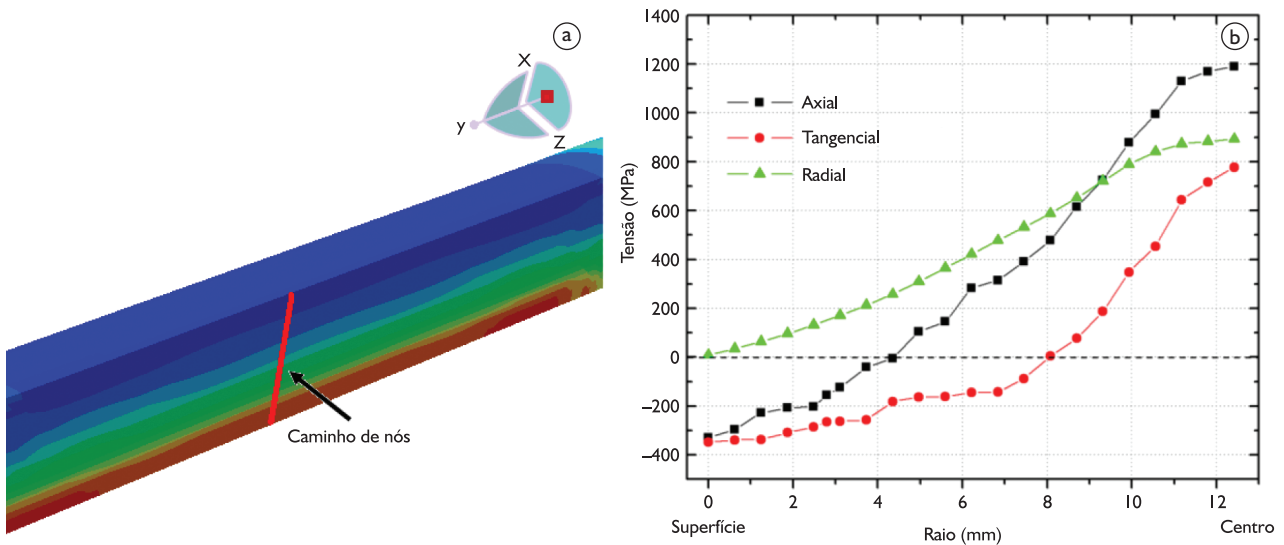 a
X
y
Z
Caminho de nós
b
Tensão (MPa)
1400
1200
1000
800
600
400
200
0
−200
−400
Axial
Tangencial
Radial
0 2 4 6 8 10 12
Superfície Raio (mm) Centro